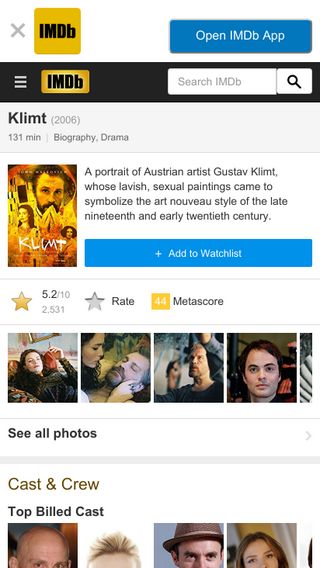 IMDb
Open IMDb App
IMDb
Search IMDb
Klimt (2006)
131 min | Biography, Drama
JOHN MALKOVICH
KLIMT
A portrait of Austrian artist Gustav Klimt,
whose lavish, sexual paintings came to
symbolize the art nouveau style of the late
nineteenth and early twentieth century.
+ Add to Watchlist
5.2/10
2,531
Rate
44 Metascore
See all photos
Cast & Crew
Top Billed Cast